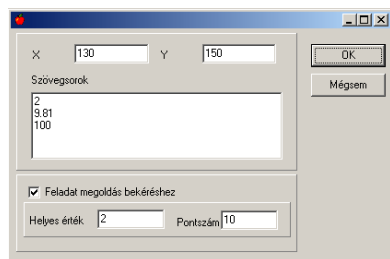 X 130 Y 150
OK
Mégsem
Szövegsorok
2
9.81
100
Feladat megoldás bekéréshez
Helyes érték 2 Pontszám 10